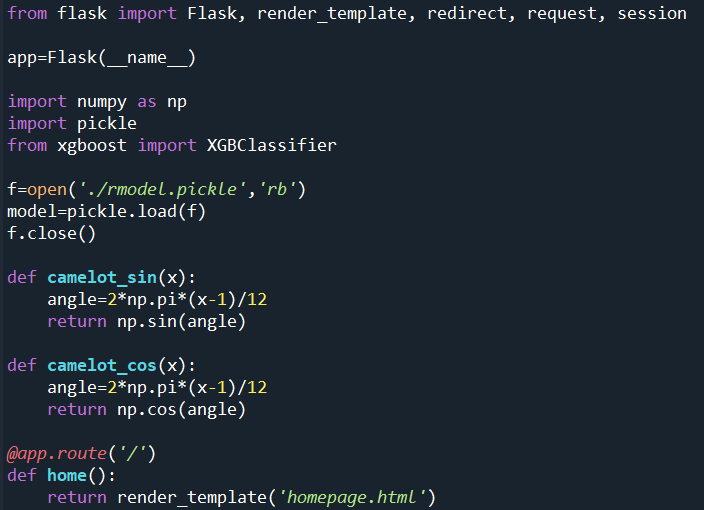 from flask import Flask, render_template, redirect, request, session
app=Flask(__name__)
import numpy as np
import pickle
from xgboost import XGBClassifier
f=open('./rmodel.pickle','rb')
model=pickle.load(f)
f.close()
def camelot_sin(x):
    angle=2*np.pi*(x-1)/12
    return np.sin(angle)
def camelot_cos(x):
    angle=2*np.pi*(x-1)/12
    return np.cos(angle)
@app.route('/')
def home():
    return render_template('homepage.html')